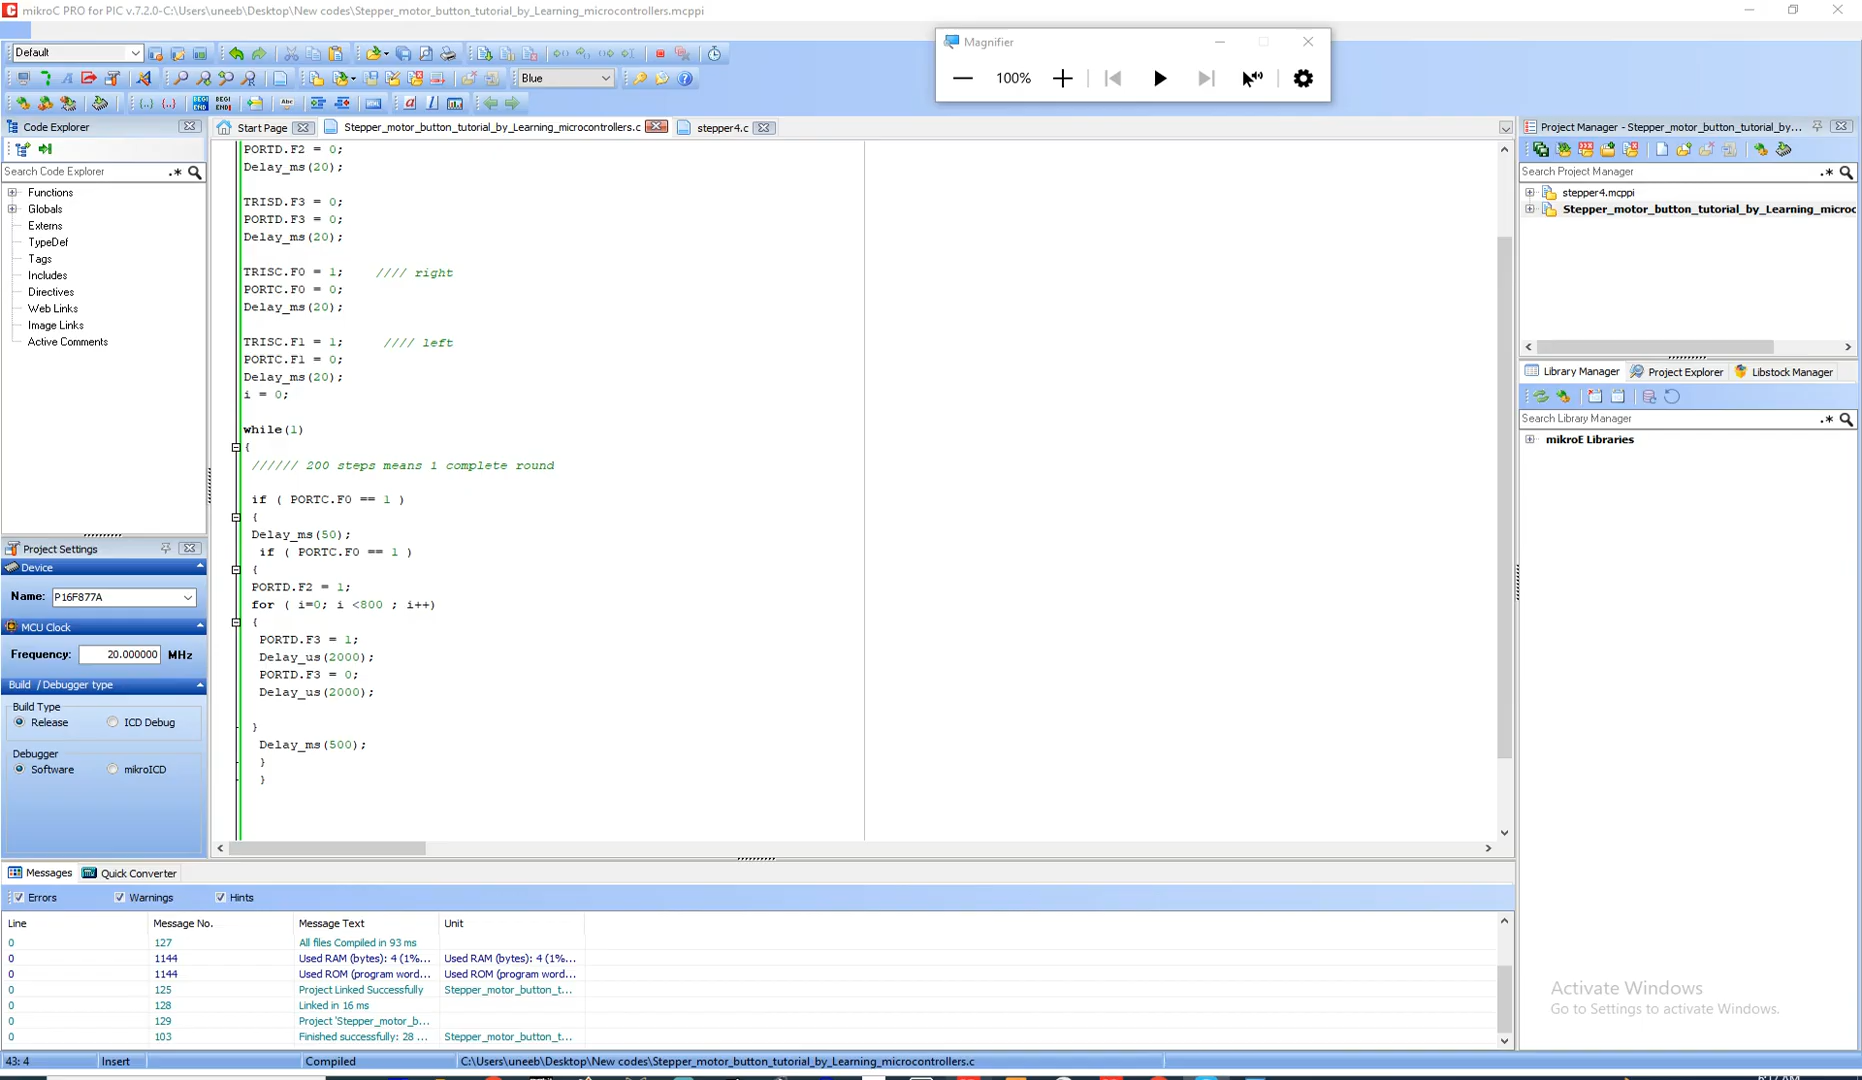 mikroC PRO for PIC v.7.2.0-C:\Users\uneeb\Desktop\New codes\Stepper_motor_button_tutorial_by_Learning_microcontrollers.mcppi
Default
Magnifier
100%
Blue
Code Explorer
Start Page
Stepper_motor_button_tutorial_by_Learning_microcontrollers.c
stepper4.c
Project Manager - Stepper_motor_button_tutorial_by...
Search Code Explorer
Search Project Manager
Functions
Globals
Externs
TypeDef
Tags
Includes
Directives
Web Links
Image Links
Active Comments
stepper4.mcppi
Stepper_motor_button_tutorial_by_Learning_microc
PORTD.F2 = 0;
Delay_ms(20);
TRISD.F3 = 0;
PORTD.F3 = 0;
Delay_ms(20);
TRISC.F0 = 1; //// right
PORTC.F0 = 0;
Delay_ms(20);
TRISC.F1 = 1; //// left
PORTC.F1 = 0;
Delay_ms(20);
i = 0;
while(1)
{
////// 200 steps means 1 complete round
if ( PORTC.F0 == 1 )
{
Delay_ms(50);
if ( PORTC.F0 == 1 )
{
PORTD.F2 = 1;
for ( i=0; i <800 ; i++)
{
PORTD.F3 = 1;
Delay_us(2000);
PORTD.F3 = 0;
Delay_us(2000);
}
Delay_ms(500);
}
}
Library Manager
Project Explorer
Libstock Manager
Search Library Manager
mikroE Libraries
Project Settings
Device
Name: P16F877A
MCU Clock
Frequency: 20.000000 MHz
Build / Debugger type
Build Type
Release ICD Debug
Debugger
Software mikroICD
Messages Quick Converter
Errors Warnings Hints
Line Message No. Message Text Unit
0 127 All files Compiled in 93 ms
0 1144 Used RAM (bytes): 4 (1%... Used RAM (bytes): 4 (1%...
0 1144 Used ROM (program word... Used ROM (program word...
0 125 Project Linked Successfully Stepper_motor_button_t...
0 128 Linked in 16 ms
0 129 Project 'Stepper_motor_b...
0 103 Finished successfully: 28 ... Stepper_motor_button_t...
Activate Windows
Go to Settings to activate Windows.
43: 4 Insert Compiled C:\Users\uneeb\Desktop\New codes\Stepper_motor_button_tutorial_by_Learning_microcontrollers.c